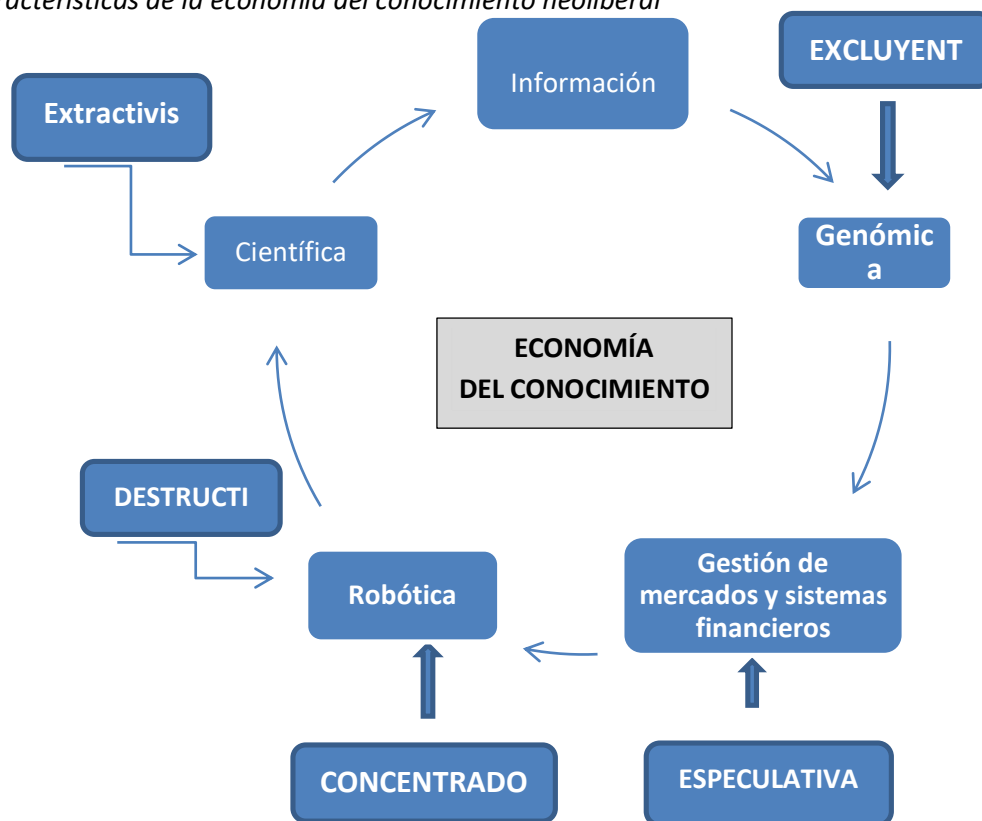 acterísticas de la economía del conocimiento neoliberal
Información
EXCLUYENT
Extractivis
Científica
Genómic
a
ECONOMÍA
DEL CONOCIMIENTO
DESTRUCTI
Robótica
Gestión de
mercados y sistemas
financieros
CONCENTRADO
ESPECULATIVA